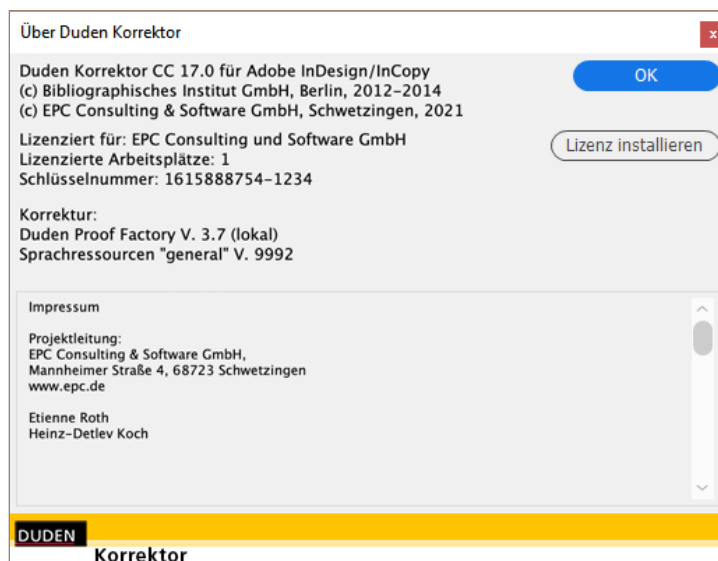 Über Duden Korrektor
x
Duden Korrektor CC 17.0 für Adobe InDesign/InCopy
(c) Bibliographisches Institut GmbH, Berlin, 2012-2014
(c) EPC Consulting & Software GmbH, Schwetzingen, 2021
OK
Lizenziert für: EPC Consulting und Software GmbH
Lizenzierte Arbeitsplätze: 1
Schlüsselnummer: 1615888754-1234
Lizenz installieren
Korrektur:
Duden Proof Factory V. 3.7 (lokal)
Sprachressourcen "general" V. 9992
Impressum
Projektleitung:
EPC Consulting & Software GmbH,
Mannheimer Straße 4, 68723 Schwetzingen
www.epc.de
Etienne Roth
Heinz-Detlev Koch
DUDEN
Korrektor